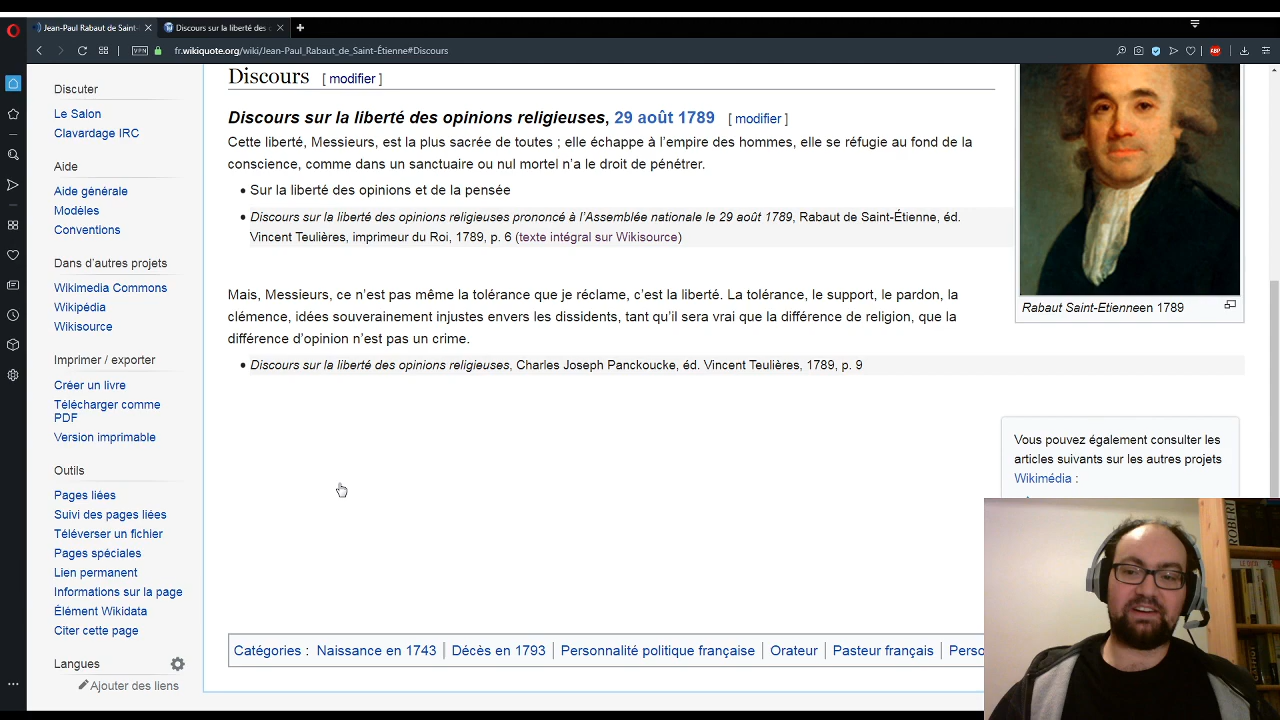 Jean-Paul Rabaut de Saint-
Discours sur la liberté des
VPN
fr.wikiquote.org/wiki/Jean-Paul_Rabaut_de_Saint-Étienne#Discours
ABP
Discuter
Le Salon
Clavardage IRC
Aide
Aide générale
Modèles
Conventions
Dans d’autres projets
Wikimedia Commons
Wikipédia
Wikisource
Imprimer / exporter
Créer un livre
Télécharger comme
PDF
Version imprimable
Outils
Pages liées
Suivi des pages liées
Téléverser un fichier
Pages spéciales
Lien permanent
Informations sur la page
Élément Wikidata
Citer cette page
Langues
Ajouter des liens
Discours [ modifier ]
Discours sur la liberté des opinions religieuses, 29 août 1789 [ modifier ]
Cette liberté, Messieurs, est la plus sacrée de toutes ; elle échappe à l’empire des hommes, elle se réfugie au fond de la
conscience, comme dans un sanctuaire ou nul mortel n’a le droit de pénétrer.
• Sur la liberté des opinions et de la pensée
• Discours sur la liberté des opinions religieuses prononcé à l’Assemblée nationale le 29 août 1789, Rabaut de Saint-Étienne, éd.
Vincent Teulières, imprimeur du Roi, 1789, p. 6 (texte intégral sur Wikisource)
Mais, Messieurs, ce n’est pas même la tolérance que je réclame, c’est la liberté. La tolérance, le support, le pardon, la
clémence, idées souverainement injustes envers les dissidents, tant qu’il sera vrai que la différence de religion, que la
différence d’opinion n’est pas un crime.
• Discours sur la liberté des opinions religieuses, Charles Joseph Panckoucke, éd. Vincent Teulières, 1789, p. 9
Rabaut Saint-Etienneen 1789
Vous pouvez également consulter les
articles suivants sur les autres projets
Wikimédia :
Catégories : Naissance en 1743 | Décès en 1793 | Personnalité politique française | Orateur | Pasteur français | Perso
ROBERT